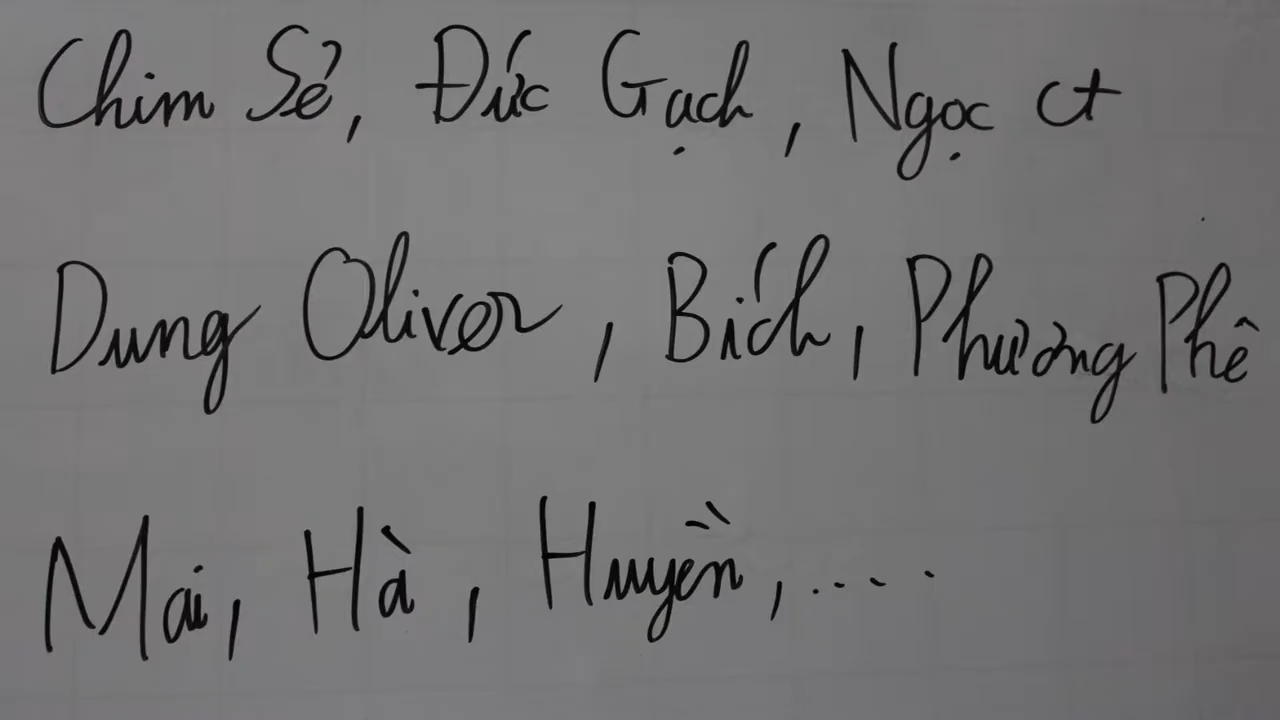 Chim Sẻ, Đức Gạch, Ngọc ct
Dung Oliver, Bích, Phương Phê
Mai, Hà, Huyền, ....